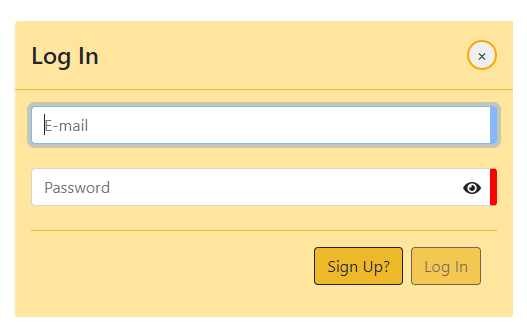 Log In
×
E-mail
Password
Sign Up?
Log In